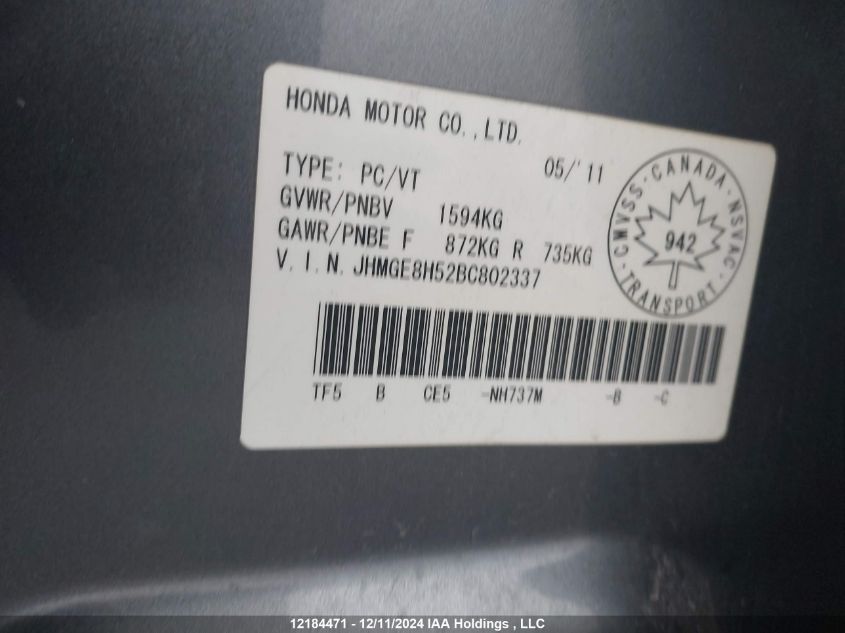 HONDA MOTOR CO.,LTD.
05/'11
TYPE: PC/VT
GVWR/PNBV 1594KG
GAWR/PNBE F 872KG R 735KG
V.I.N. JHMGE8H52BC802337
CMVSS · CANADA · NSVAC · TRANSPORT ·
942
TF5 B CE5 -NH737M -B -C
12184471 - 12/11/2024 IAA Holdings , LLC